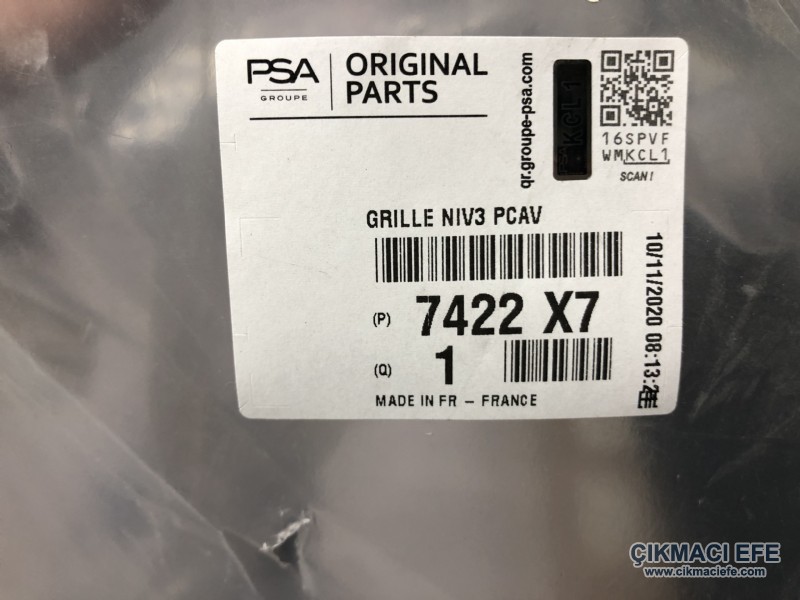 PSA
GROUPE
ORIGINAL
PARTS
qr.groupe-psa.com
KCL1
16SPVF
WMKCL1
SCAN!
GRILLE NIV3 PCAV
(P) 7422 X7
(Q) 1
MADE IN FR – FRANCE
10/11/2020 08:13:2
ÇIKMACI EFE
www.cikmaciefe.com